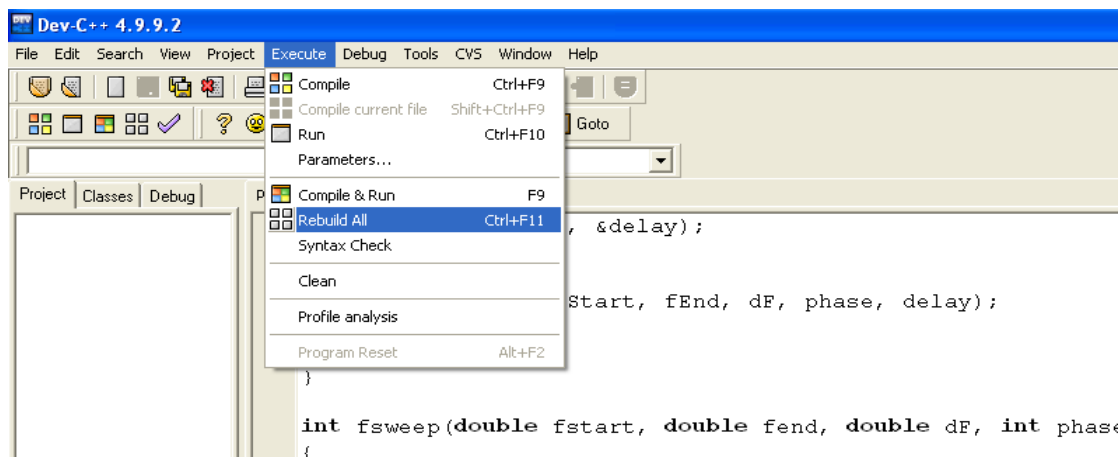 Dev-C++ 4.9.9.2
File Edit Search View Project Execute Debug Tools CVS Window Help
Compile Ctrl+F9
Compile current file Shift+Ctrl+F9
Goto
Run Ctrl+F10
Parameters...
Project Classes Debug
Compile & Run F9
Rebuild All Ctrl+F11
, &delay);
Syntax Check
Clean
Start, fEnd, dF, phase, delay);
Profile analysis
Program Reset Alt+F2
}
int fsweep(double fstart, double fend, double dF, int phase
{